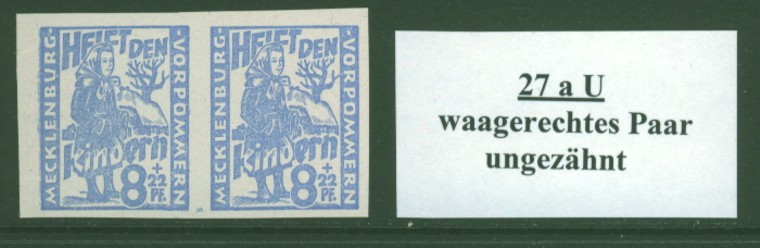 HELFT DEN
MECKLENBURG-
VORPOMMERN
kindern
8 + 22 PF.
HELFT DEN
MECKLENBURG-
VORPOMMERN
kindern
8 + 22 PF.
27 a U
waagerechtes Paar
ungezähnt